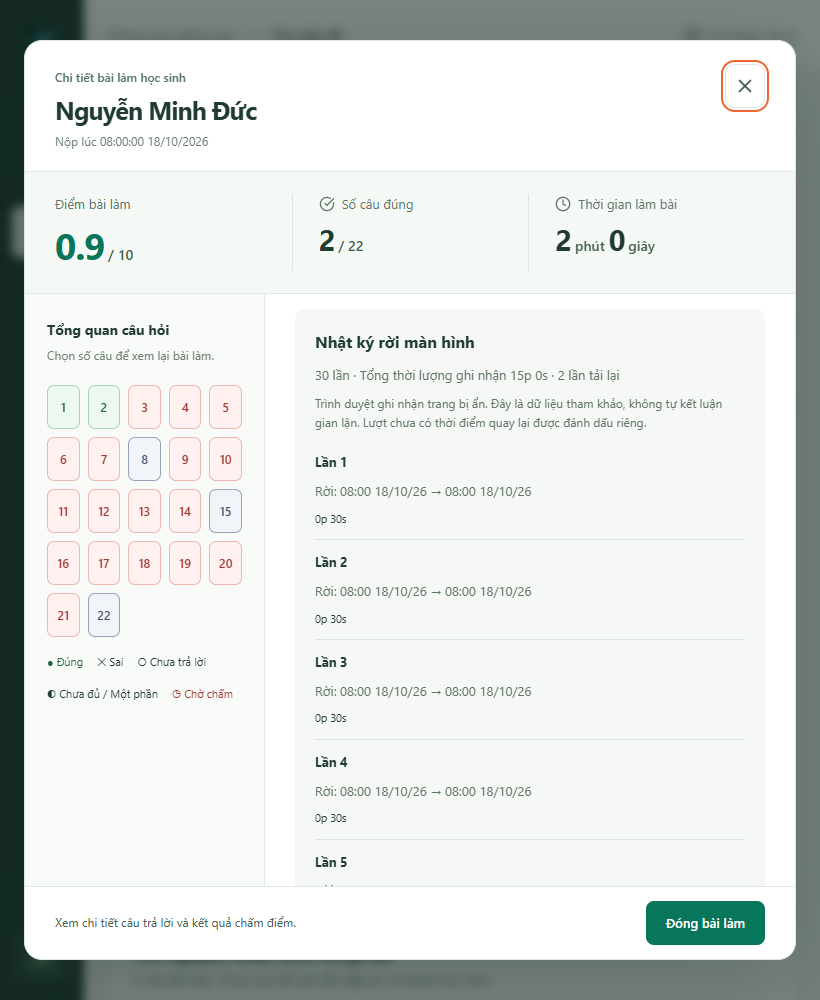 Chi tiết bài làm học sinh
Nguyễn Minh Đức
Nộp lúc 08:00:00 18/10/2026
Điểm bài làm
0.9 / 10
Số câu đúng
2 / 22
Thời gian làm bài
2 phút 0 giây
Tổng quan câu hỏi
Chọn số câu để xem lại bài làm.
1 2 3 4 5
6 7 8 9 10
11 12 13 14 15
16 17 18 19 20
21 22
Đúng Sai Chưa trả lời
Chưa đủ / Một phần Chờ chấm
Nhật ký rời màn hình
30 lần · Tổng thời lượng ghi nhận 15p 0s · 2 lần tải lại
Trình duyệt ghi nhận trang bị ẩn. Đây là dữ liệu tham khảo, không tự kết luận
gian lận. Lượt chưa có thời điểm quay lại được đánh dấu riêng.
Lần 1
Rời: 08:00 18/10/26 → 08:00 18/10/26
0p 30s
Lần 2
Rời: 08:00 18/10/26 → 08:00 18/10/26
0p 30s
Lần 3
Rời: 08:00 18/10/26 → 08:00 18/10/26
0p 30s
Lần 4
Rời: 08:00 18/10/26 → 08:00 18/10/26
0p 30s
Lần 5
Xem chi tiết câu trả lời và kết quả chấm điểm.
Đóng bài làm